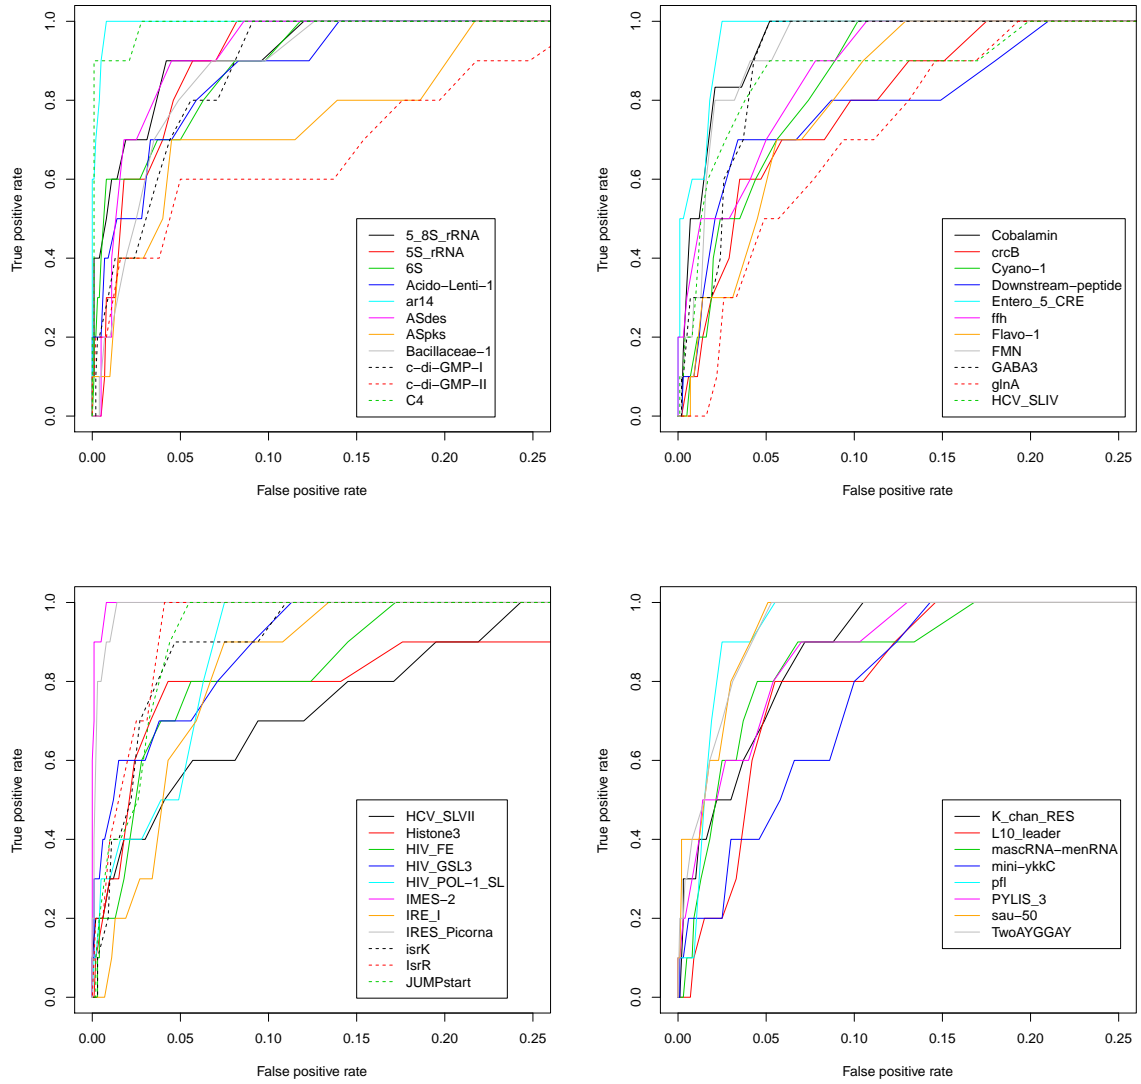 0.00 0.05 0.10 0.15 0.20 0.25
0.0 0.2 0.4 0.6 0.8 1.0
False positive rate
True positive rate
5_8S_rRNA
5S_rRNA
6S
Acido−Lenti−1
ar14
ASdes
ASpks
Bacillaceae−1
c−di−GMP−I
c−di−GMP−II
C4
0.00 0.05 0.10 0.15 0.20 0.25
0.0 0.2 0.4 0.6 0.8 1.0
False positive rate
True positive rate
Cobalamin
crcB
Cyano−1
Downstream−peptide
Entero_5_CRE
ffh
Flavo−1
FMN
GABA3
glnA
HCV_SLIV
0.00 0.05 0.10 0.15 0.20 0.25
0.0 0.2 0.4 0.6 0.8 1.0
False positive rate
True positive rate
HCV_SLVII
Histone3
HIV_FE
HIV_GSL3
HIV_POL−1_SL
IMES−2
IRE_I
IRES_Picorna
isrK
IsrR
JUMPstart
0.00 0.05 0.10 0.15 0.20 0.25
0.0 0.2 0.4 0.6 0.8 1.0
False positive rate
True positive rate
K_chan_RES
L10_leader
mascRNA−menRNA
mini−ykkC
pfl
PYLIS_3
sau−50
TwoAYGGAY